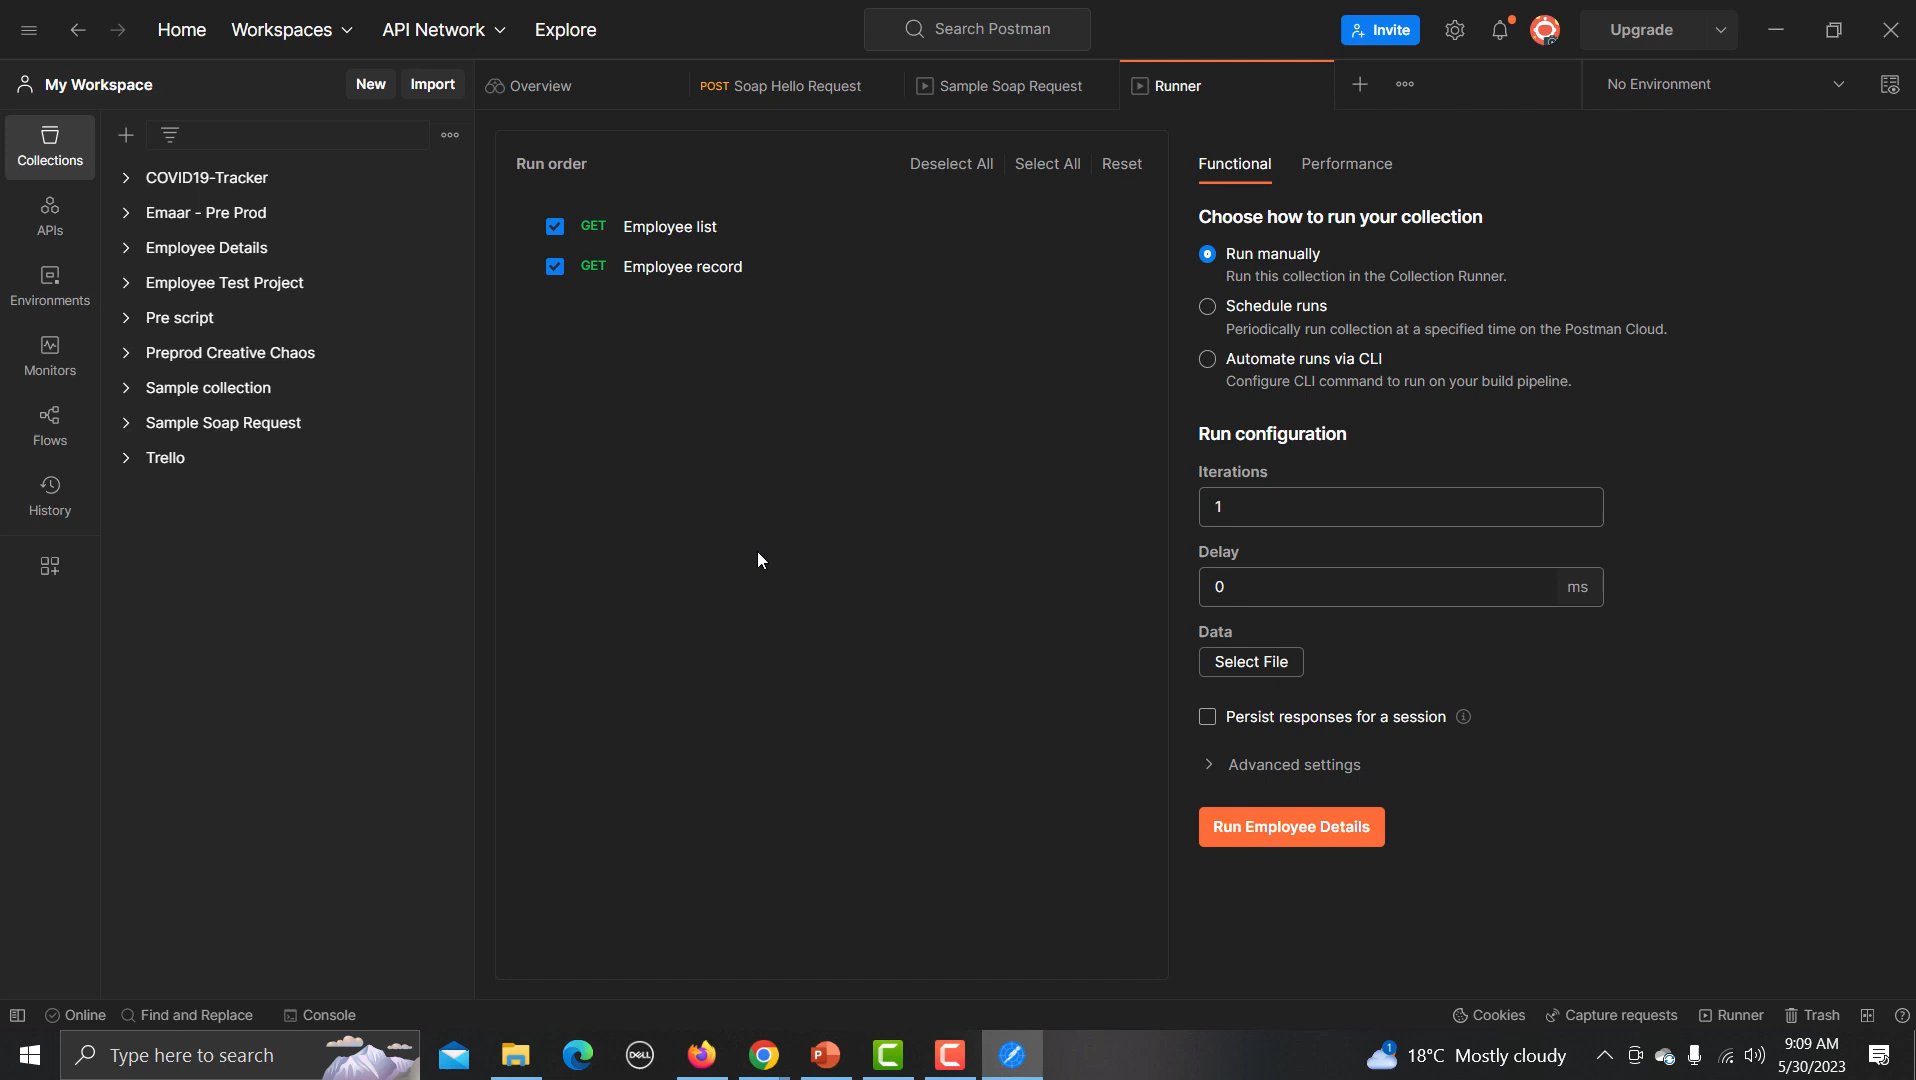 Home Workspaces API Network Explore Search Postman Invite Upgrade
My Workspace New Import Overview POST Soap Hello Request Sample Soap Request Runner No Environment
Collections
APIs
Environments
Monitors
Flows
History
COVID19-Tracker
Emaar - Pre Prod
Employee Details
Employee Test Project
Pre script
Preprod Creative Chaos
Sample collection
Sample Soap Request
Trello
Run order Deselect All Select All Reset
GET Employee list
GET Employee record
Functional Performance
Choose how to run your collection
Run manually
Run this collection in the Collection Runner.
Schedule runs
Periodically run collection at a specified time on the Postman Cloud.
Automate runs via CLI
Configure CLI command to run on your build pipeline.
Run configuration
Iterations
1
Delay
0 ms
Data
Select File
Persist responses for a session
Advanced settings
Run Employee Details
Online Find and Replace Console Cookies Capture requests Runner Trash
Type here to search DELL 1 18°C Mostly cloudy 9:09 AM
5/30/2023